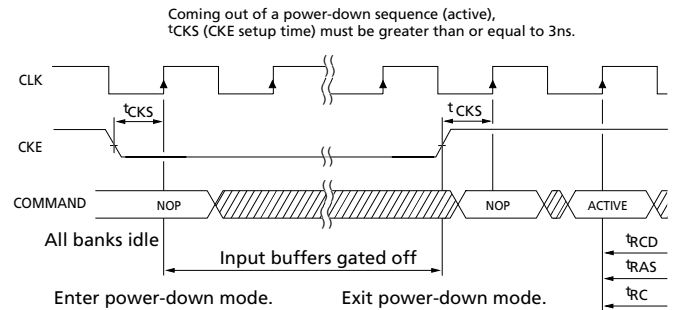 Coming out of a power-down sequence (active),
tCKS (CKE setup time) must be greater than or equal to 3ns.
CLK
tCKS
tCKS
CKE
COMMAND
NOP
NOP
ACTIVE
All banks idle
Input buffers gated off
tRCD
tRAS
tRC
Enter power-down mode.
Exit power-down mode.